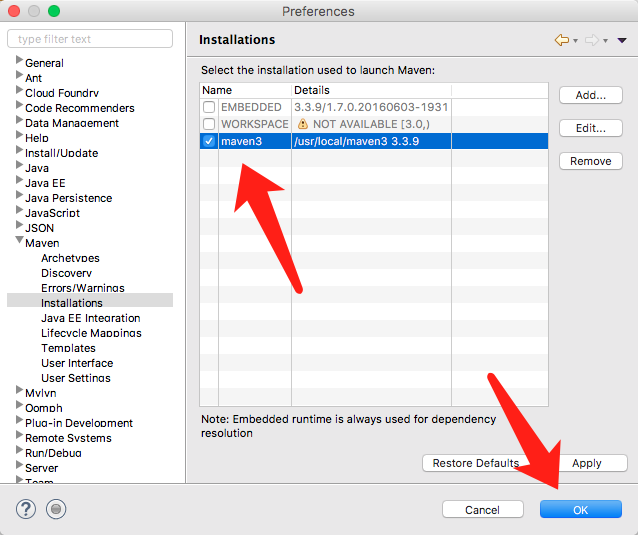 Preferences
type filter text
General
Ant
Cloud Foundry
Code Recommenders
Data Management
Help
Install/Update
Java
Java EE
Java Persistence
JavaScript
JSON
Maven
Archetypes
Discovery
Errors/Warnings
Installations
Java EE Integration
Lifecycle Mappings
Templates
User Interface
User Settings
Mylyn
Oomph
Plug-in Development
Remote Systems
Run/Debug
Server
Team
Installations
Select the installation used to launch Maven:
Name Details
EMBEDDED 3.3.9/1.7.0.20160603-1931
WORKSPACE NOT AVAILABLE [3.0,)
maven3 /usr/local/maven3 3.3.9
Add...
Edit...
Remove
Note: Embedded runtime is always used for dependency
resolution
Restore Defaults Apply
? Cancel OK